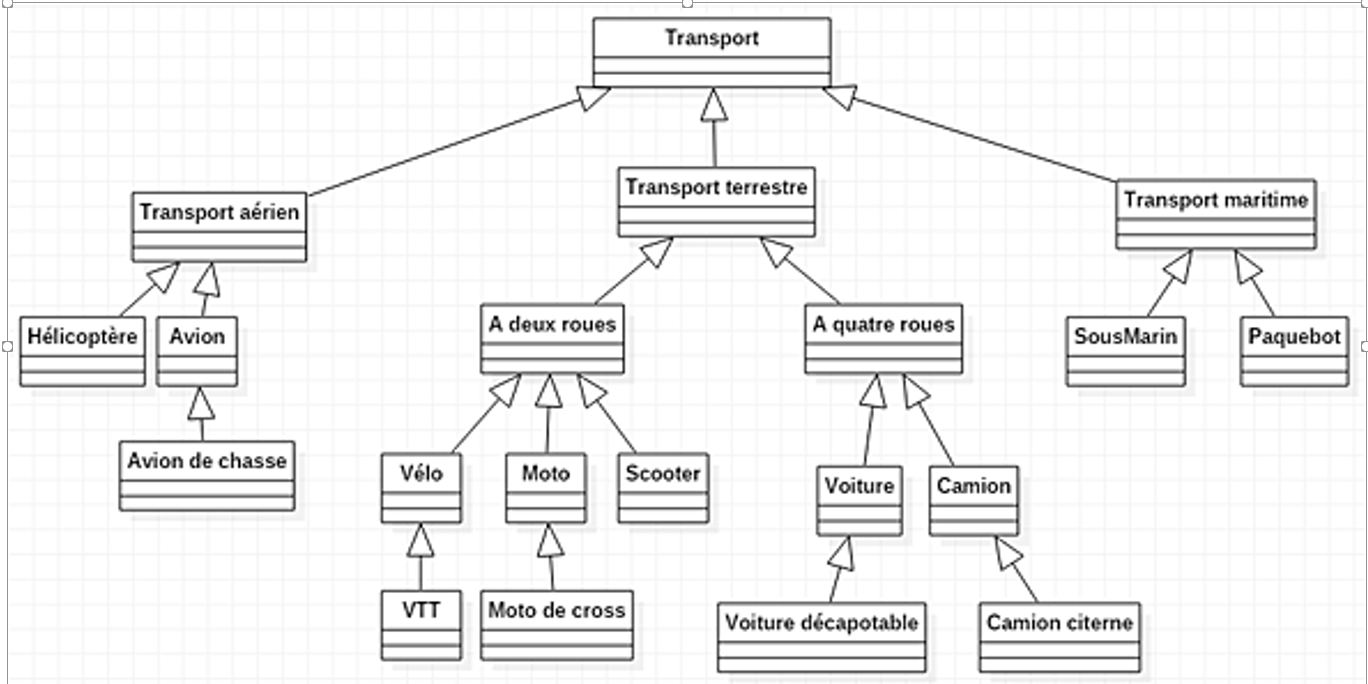 Transport
Transport terrestre
Transport aérien
Transport maritime
A deux roues
A quatre roues
Hélicoptère
Avion
SousMarin
Paquebot
Avion de chasse
Vélo
Moto
Scooter
Voiture
Camion
VTT
Moto de cross
Voiture décapotable
Camion citerne